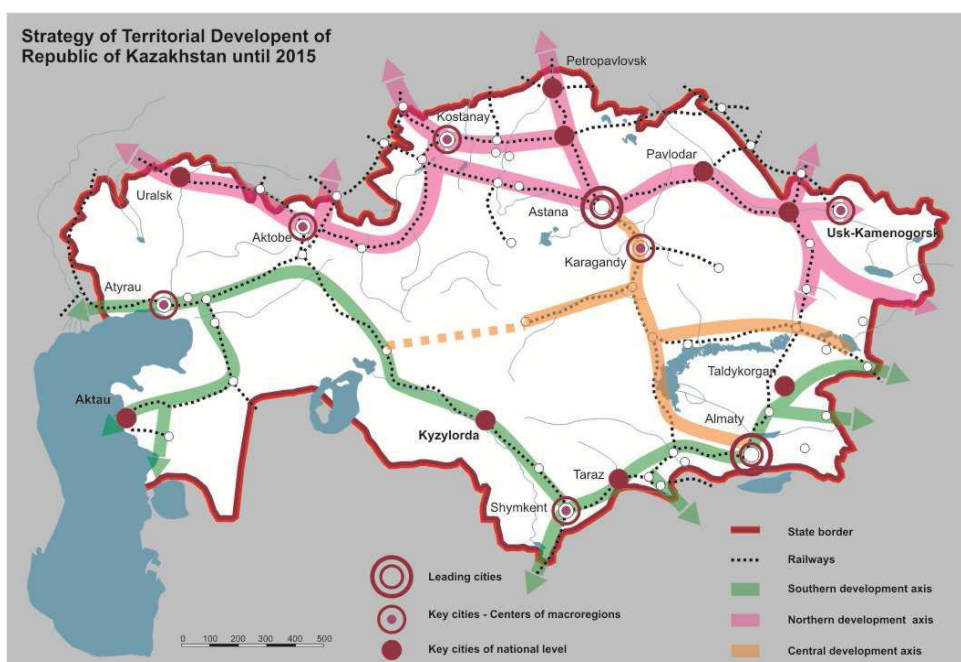 Strategy of Territorial Developent of
Republic of Kazakhstan until 2015
Petropavlovsk
Kostanay
Pavlodar
Uralsk
Astana
Usk-Kamenogorsk
Aktobe
Karagandy
Atyrau
Taldykorgan
Aktau
Almaty
Kyzylorda
Taraz
Shymkent
State border
Railways
Leading cities
Southern development axis
Key cities - Centers of macroregions
Northern development axis
0 100 200 300 400 500
Key cities of national level
Central development axis